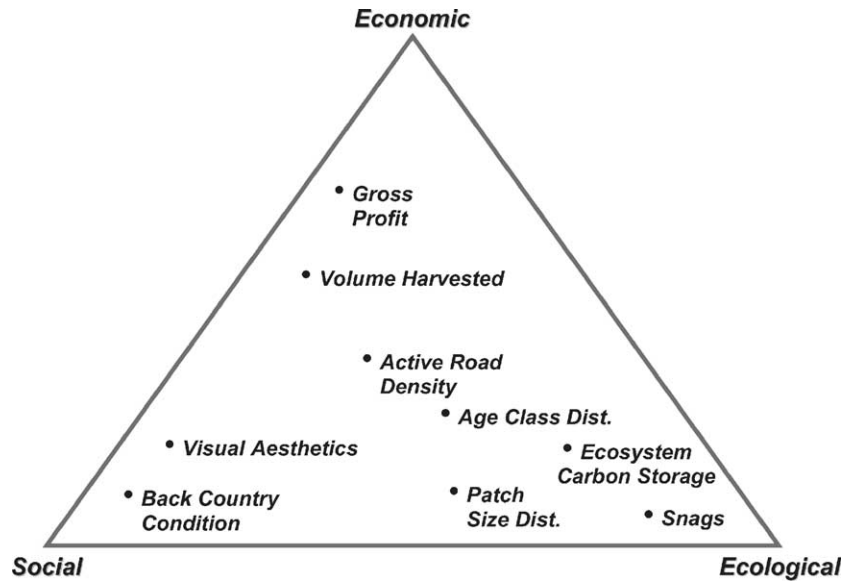 Economic
Gross
Profit
Volume Harvested
Active Road
Density
Age Class Dist.
Visual Aesthetics
Ecosystem
Carbon Storage
Back Country
Condition
Patch
Size Dist.
Snags
Social
Ecological